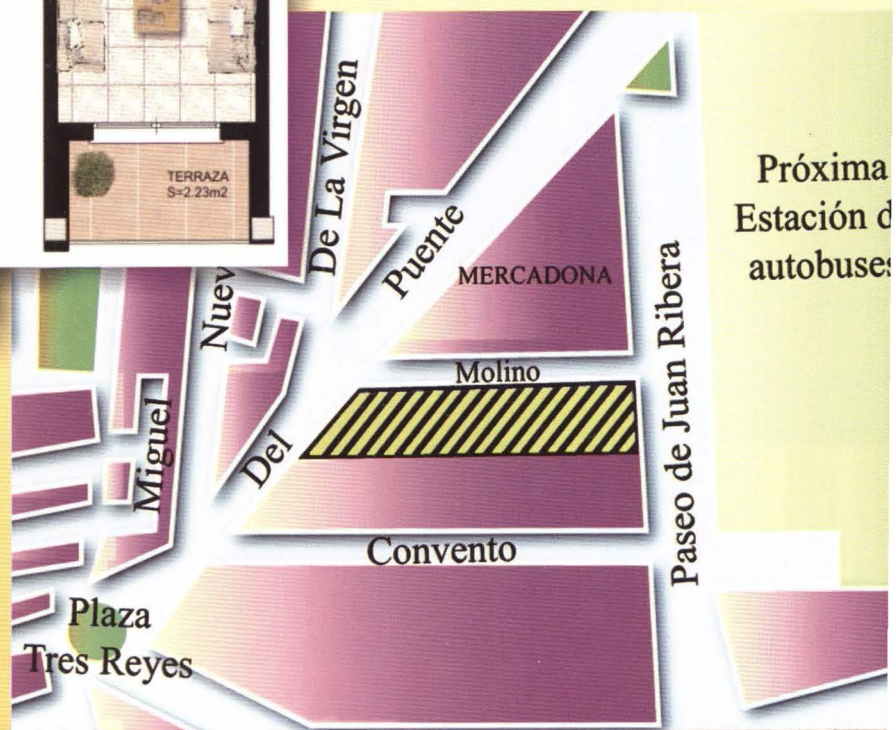 TERRAZA
S=2.23m2
De La Virgen
Puente
MERCADONA
Próxima
Estación d
autobuses
Paseo de Juan Ribera
Molino
Miguel
Del
Convento
Plaza
Tres Reyes